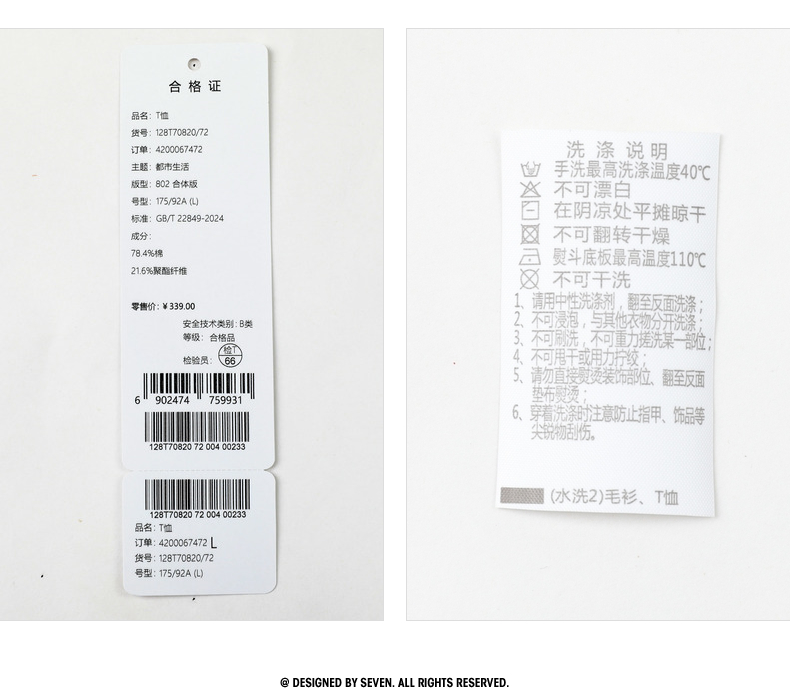 合格证
品名：T恤
货号：128T70820/72
订单：4200067472
主题：都市生活
版型：802 合体版
号型：175/92A (L)
标准：GB/T 22849-2024
成分：
78.4%棉
21.6%聚酯纤维
零售价：¥339.00
安全技术类别：B类
等级：合格品
检验员：检T 66
6 902474 759931
128T70820 72 004 00233
128T70820 72 004 00233
品名：T恤
订单：4200067472 L
货号：128T70820/72
号型：175/92A (L)
洗涤说明
手洗最高洗涤温度40℃
不可漂白
在阴凉处平摊晾干
不可翻转干燥
熨斗底板最高温度110℃
不可干洗
1、请用中性洗涤剂，翻至反面洗涤；
2、不可浸泡，与其他衣物分开洗涤；
3、不可刷洗，不可重力搓洗某一部位；
4、不可甩干或用力拧绞；
5、请勿直接熨烫装饰部位、翻至反面
垫布熨烫；
6、穿着洗涤时注意防止指甲、饰品等
尖锐物刮伤。
(水洗2)毛衫、T恤
@ DESIGNED BY SEVEN. ALL RIGHTS RESERVED.